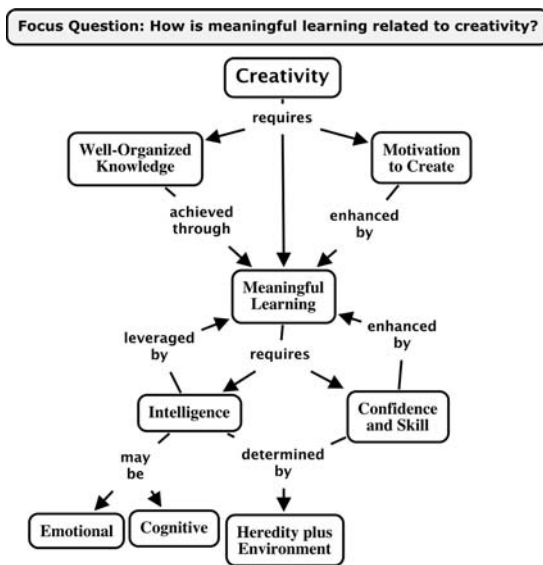 Focus Question: How is meaningful learning related to creativity?
Creativity
requires
Well-Organized
Knowledge
Motivation
to Create
achieved
through
enhanced
by
Meaningful
Learning
leveraged
by
requires
enhanced
by
Intelligence
Confidence
and Skill
may
be
determined
by
Emotional
Cognitive
Heredity plus
Environment